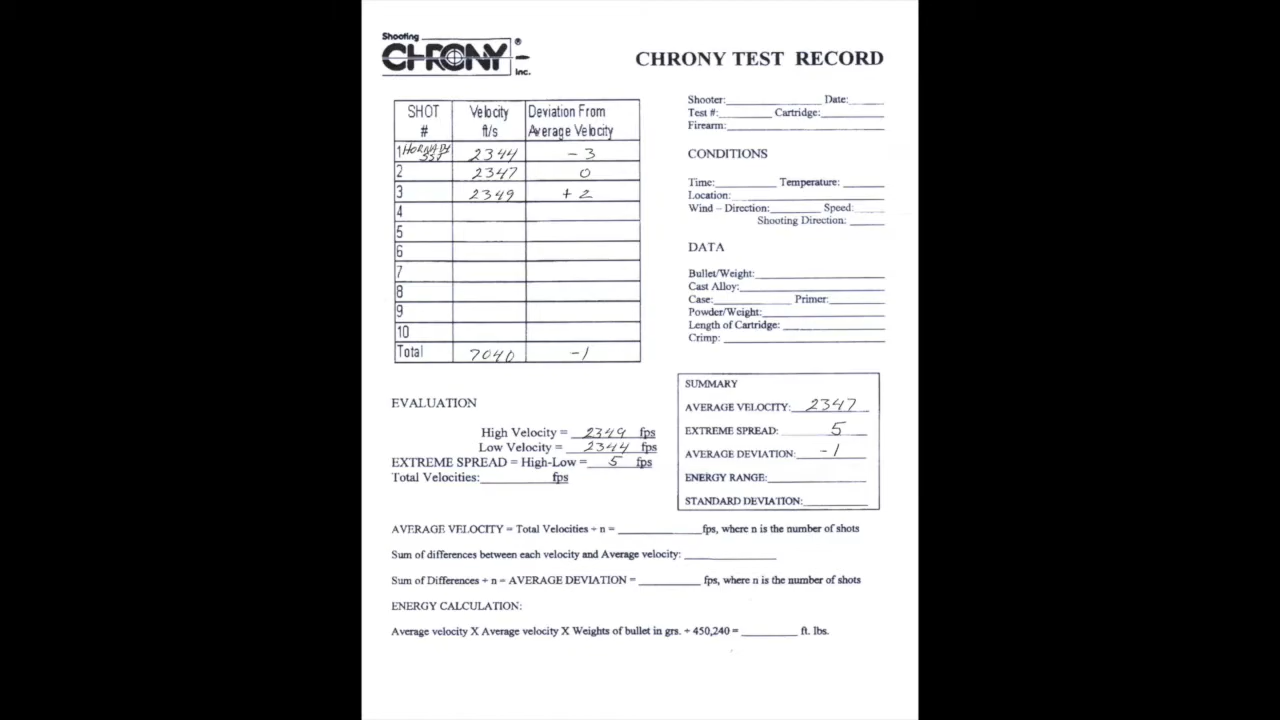 Shooting
CHRONY®
Inc.
CHRONY TEST RECORD
SHOT # Velocity ft/s Deviation From Average Velocity
1 HORNADY 2344 -3
2 2347 0
3 2349 +2
4
5
6
7
8
9
10
Total 7040 -1
Shooter: Date:
Test #: Cartridge:
Firearm:
CONDITIONS
Time: Temperature:
Location:
Wind – Direction: Speed:
Shooting Direction:
DATA
Bullet/Weight:
Cast Alloy:
Case: Primer:
Powder/Weight:
Length of Cartridge:
Crimp:
EVALUATION
High Velocity = 2349 fps
Low Velocity = 2344 fps
EXTREME SPREAD = High-Low = 5 fps
Total Velocities: fps
SUMMARY
AVERAGE VELOCITY: 2347
EXTREME SPREAD: 5
AVERAGE DEVIATION: -1
ENERGY RANGE:
STANDARD DEVIATION:
AVERAGE VELOCITY = Total Velocities ÷ n = fps, where n is the number of shots
Sum of differences between each velocity and Average velocity:
Sum of Differences ÷ n = AVERAGE DEVIATION = fps, where n is the number of shots
ENERGY CALCULATION:
Average velocity X Average velocity X Weights of bullet in grs. ÷ 450,240 = ft. lbs.